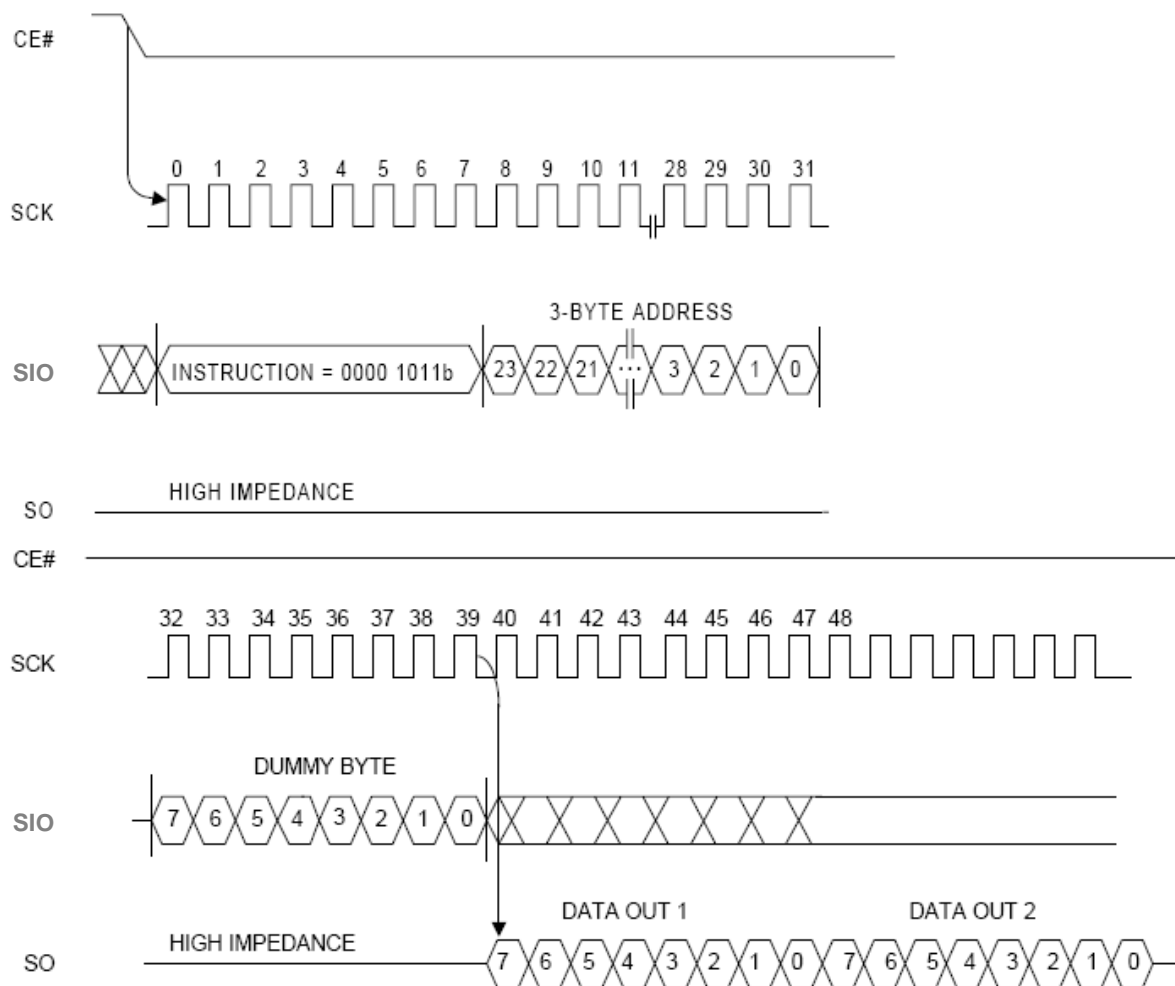 CE#
0 1 2 3 4 5 6 7 8 9 10 11 28 29 30 31
SCK
3-BYTE ADDRESS
SIO
INSTRUCTION = 0000 1011b 23 22 21 ... 3 2 1 0
HIGH IMPEDANCE
SO
CE#
32 33 34 35 36 37 38 39 40 41 42 43 44 45 46 47 48
SCK
DUMMY BYTE
SIO
7 6 5 4 3 2 1 0
DATA OUT 1 DATA OUT 2
HIGH IMPEDANCE
SO
7 6 5 4 3 2 1 0 7 6 5 4 3 2 1 0